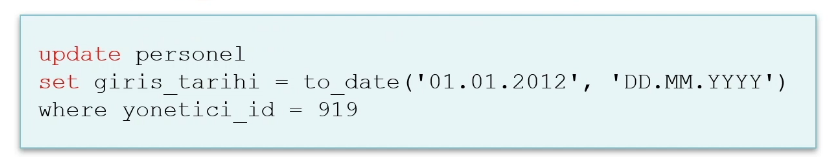 update personel
set giris_tarihi = to_date('01.01.2012', 'DD.MM.YYYY')
where yonetici_id = 919